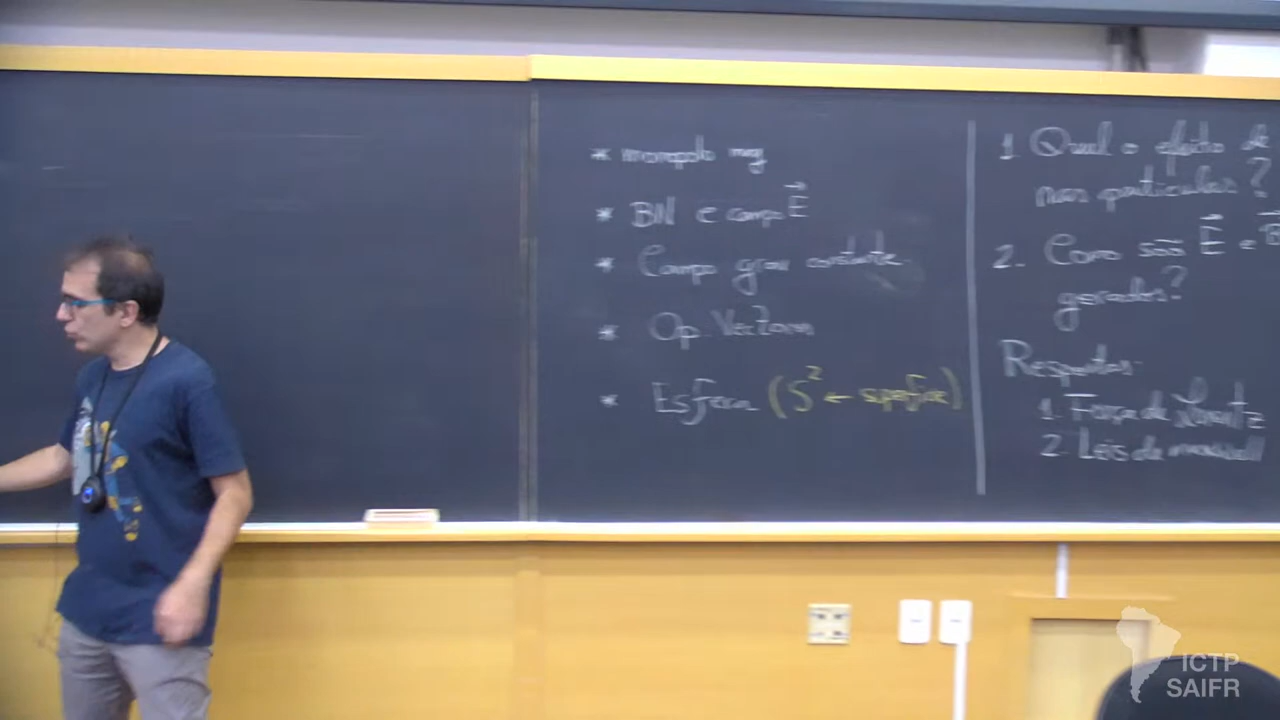 * monopolo mag
* BN e campo E⃗
* Campo grav constante
* Op. Vectoriais
* Esfera (S² ← superfície)
1. Qual o efeito de
nas partículas?
2. Como são E⃗ e B⃗
gerados?
Respostas:
1. Força de Lorentz
2. Leis de maxwell
ICTP
SAIFR